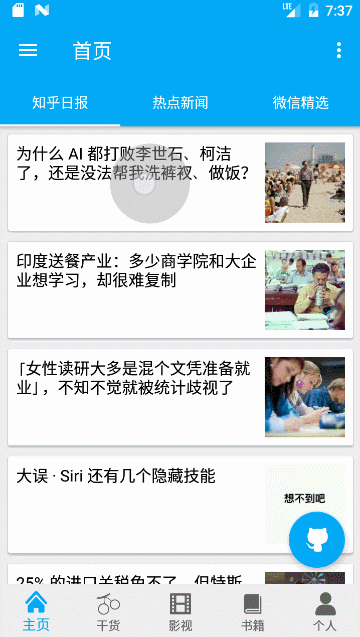 LTE 7:37
首页
知乎日报 热点新闻 微信精选
为什么 AI 都打败李世石、柯洁
了，还是没法帮我洗裤衩、做饭？
印度送餐产业：多少商学院和大企
业想学习，却很难复制
「女性读研大多是混个文凭准备就
业」，不知不觉就被统计歧视了
大误 · Siri 还有几个隐藏技能
想不到吧
25% 的进口关税免不了，但特斯
主页 干货 影视 书籍 个人